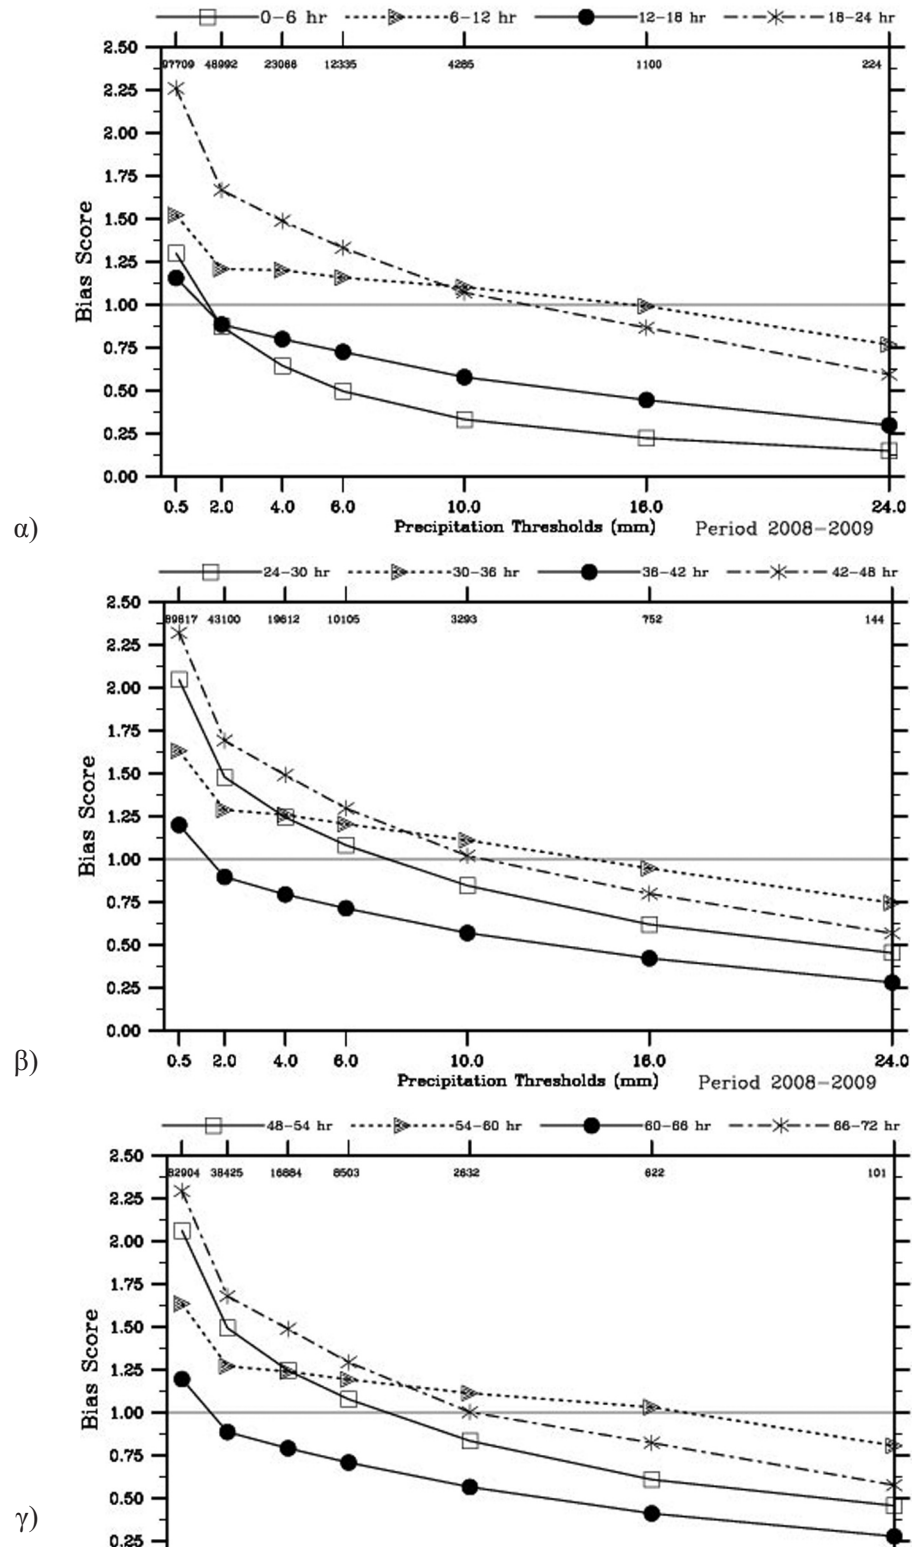 0-6 hr 6-12 hr 12-18 hr 18-24 hr
2.50
97709 48992 23068 12335 4285 1100 224
2.25
2.00
1.75
1.50
1.25
1.00
0.75
0.50
0.25
0.00
Bias Score
0.5 2.0 4.0 6.0 10.0 16.0 24.0
Precipitation Thresholds (mm) Period 2008-2009
α)
24-30 hr 30-36 hr 36-42 hr 42-48 hr
2.50
89617 43100 19612 10105 3293 752 144
2.25
2.00
1.75
1.50
1.25
1.00
0.75
0.50
0.25
0.00
Bias Score
0.5 2.0 4.0 6.0 10.0 16.0 24.0
Precipitation Thresholds (mm) Period 2008-2009
β)
48-54 hr 54-60 hr 60-66 hr 66-72 hr
2.50
82904 38425 16684 8503 2632 622 101
2.25
2.00
1.75
1.50
1.25
1.00
0.75
0.50
0.25
Bias Score
γ)